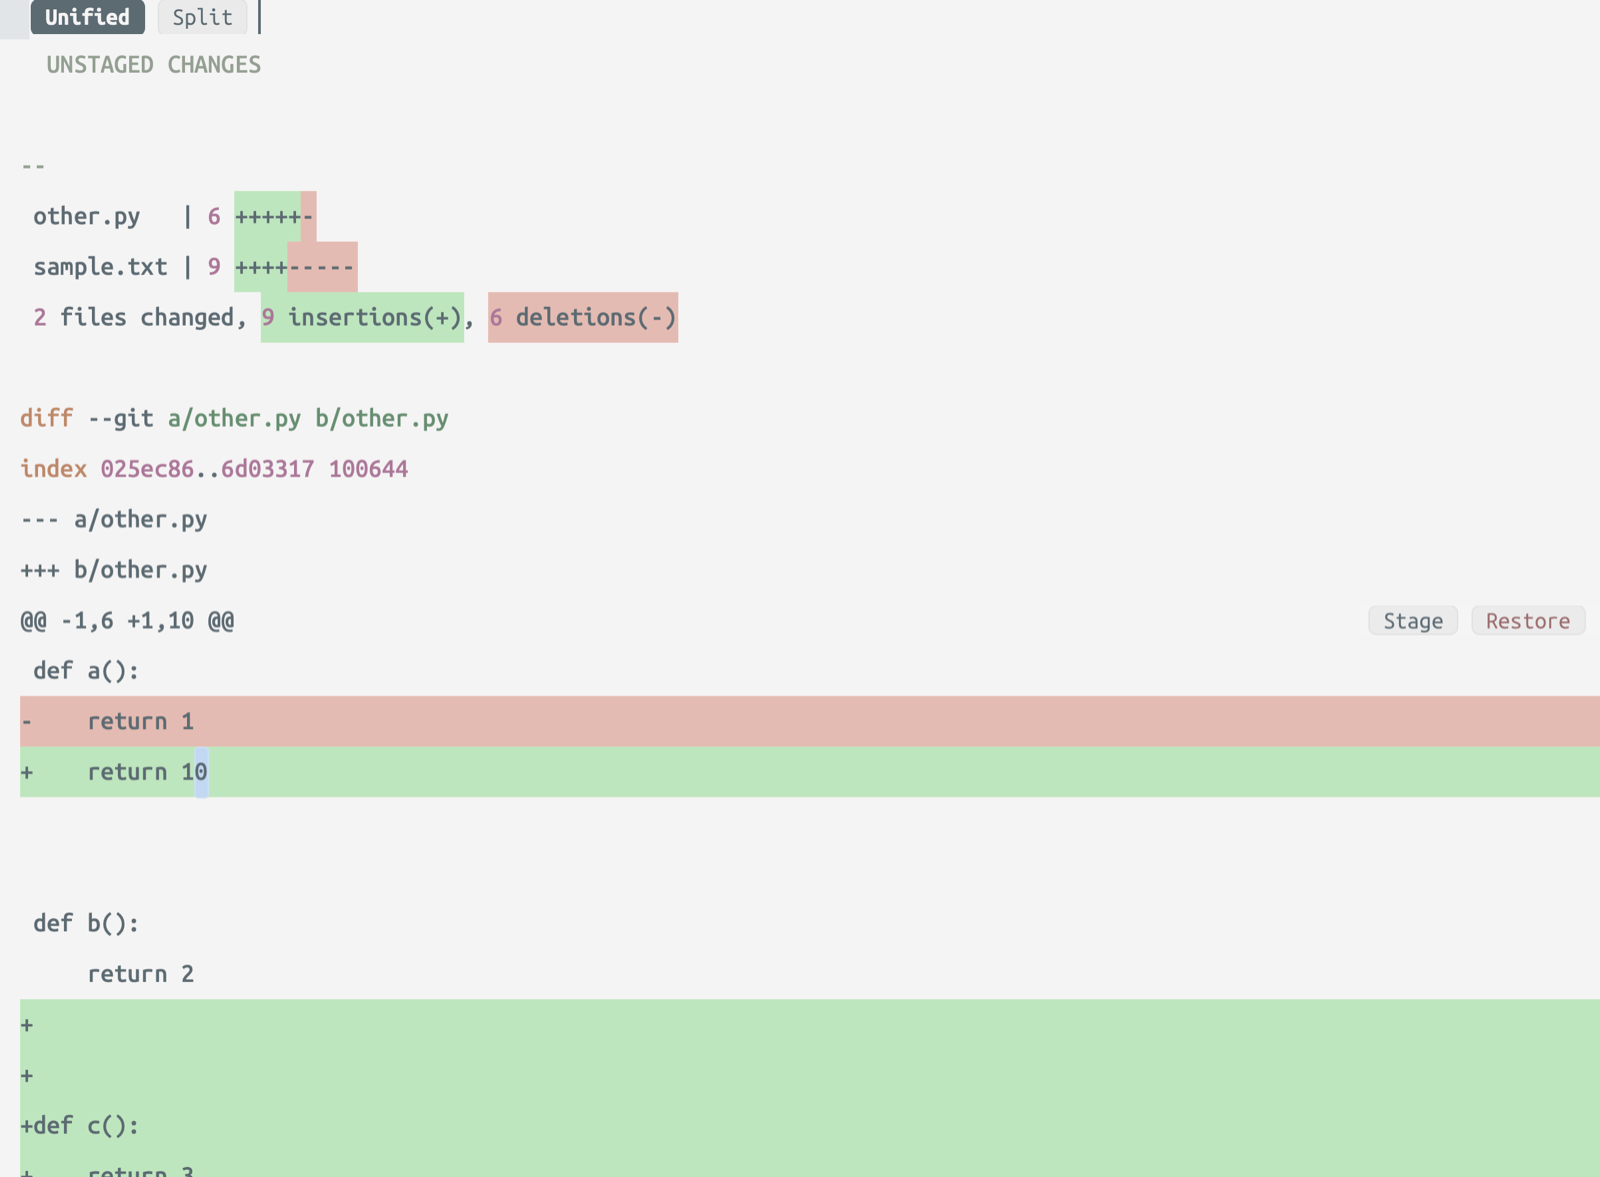 Unified Split
UNSTAGED CHANGES
--
 other.py   | 6 +++++-
 sample.txt | 9 ++++-----
 2 files changed, 9 insertions(+), 6 deletions(-)
diff --git a/other.py b/other.py
index 025ec86..6d03317 100644
--- a/other.py
+++ b/other.py
@@ -1,6 +1,10 @@ Stage Restore
 def a():
-    return 1
+    return 10
 def b():
     return 2
+
+
+def c():
+    return 3